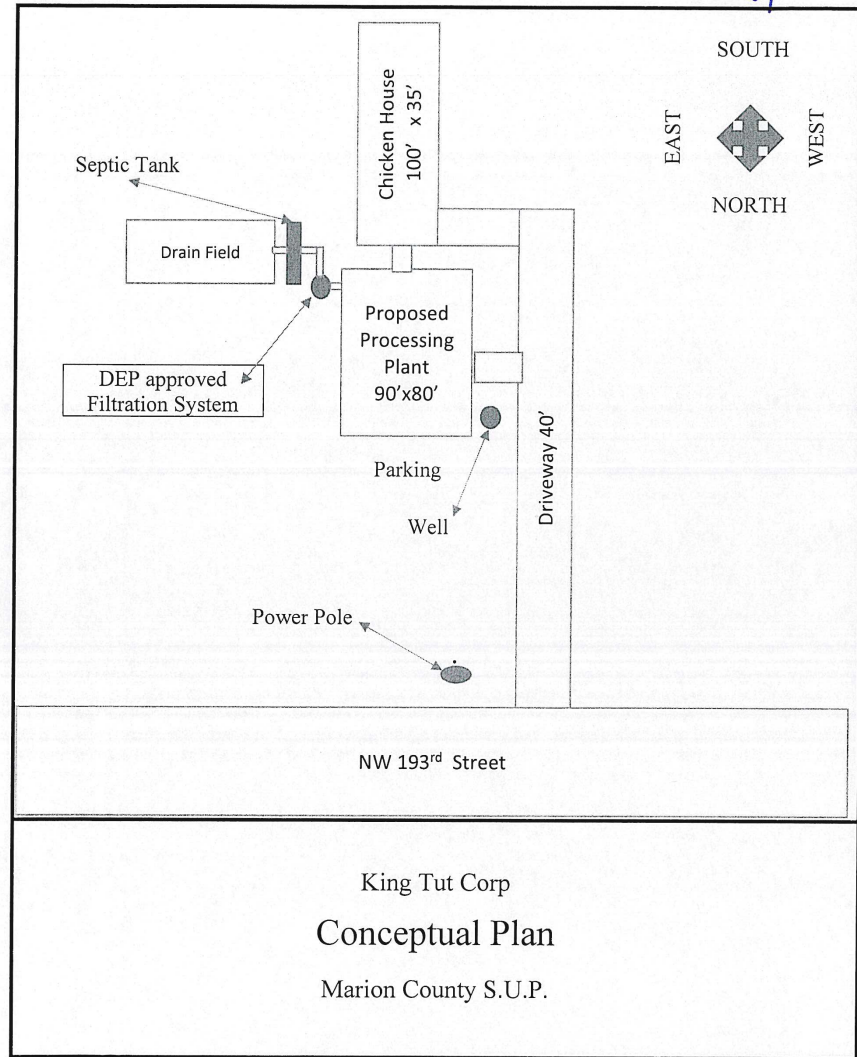 SOUTH
EAST
WEST
NORTH
Chicken House
100' x 35'
Septic Tank
Drain Field
Proposed
Processing
Plant
90'x80'
DEP approved
Filtration System
Parking
Well
Driveway 40'
Power Pole
NW 193rd Street
King Tut Corp
Conceptual Plan
Marion County S.U.P.